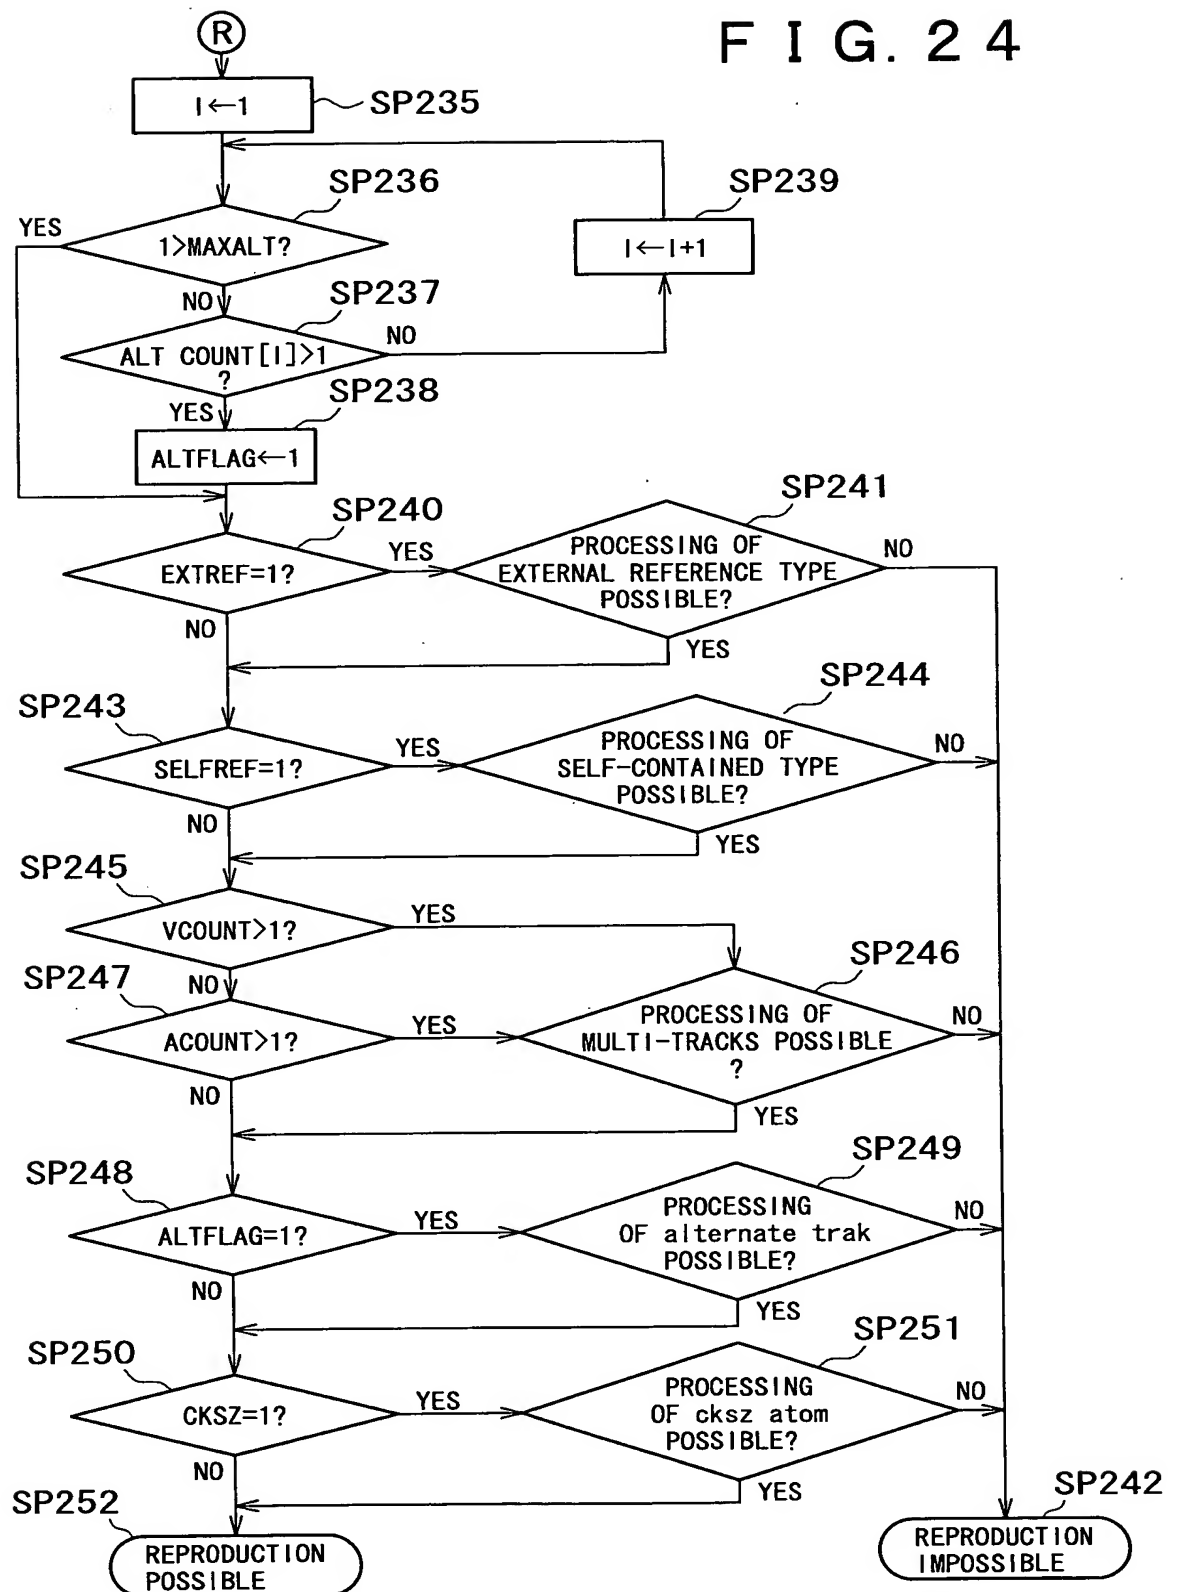 FIG. 24
R
I←1
SP235
SP236
SP239
YES
1>MAXALT?
I←I+1
NO
SP237
NO
ALT COUNT[I]>1
?
SP238
YES
ALTFLAG←1
SP240
SP241
EXTREF=1?
YES
PROCESSING OF
EXTERNAL REFERENCE TYPE
POSSIBLE?
NO
NO
YES
SP243
SP244
SELFREF=1?
YES
PROCESSING OF
SELF-CONTAINED TYPE
POSSIBLE?
NO
NO
YES
SP245
VCOUNT>1?
YES
SP246
NO
SP247
ACOUNT>1?
YES
PROCESSING OF
MULTI-TRACKS POSSIBLE
?
NO
NO
YES
SP248
SP249
ALTFLAG=1?
YES
PROCESSING
OF alternate trak
POSSIBLE?
NO
NO
YES
SP250
SP251
CKSZ=1?
YES
PROCESSING
OF cksz atom
POSSIBLE?
NO
NO
YES
SP252
SP242
REPRODUCTION
POSSIBLE
REPRODUCTION
IMPOSSIBLE